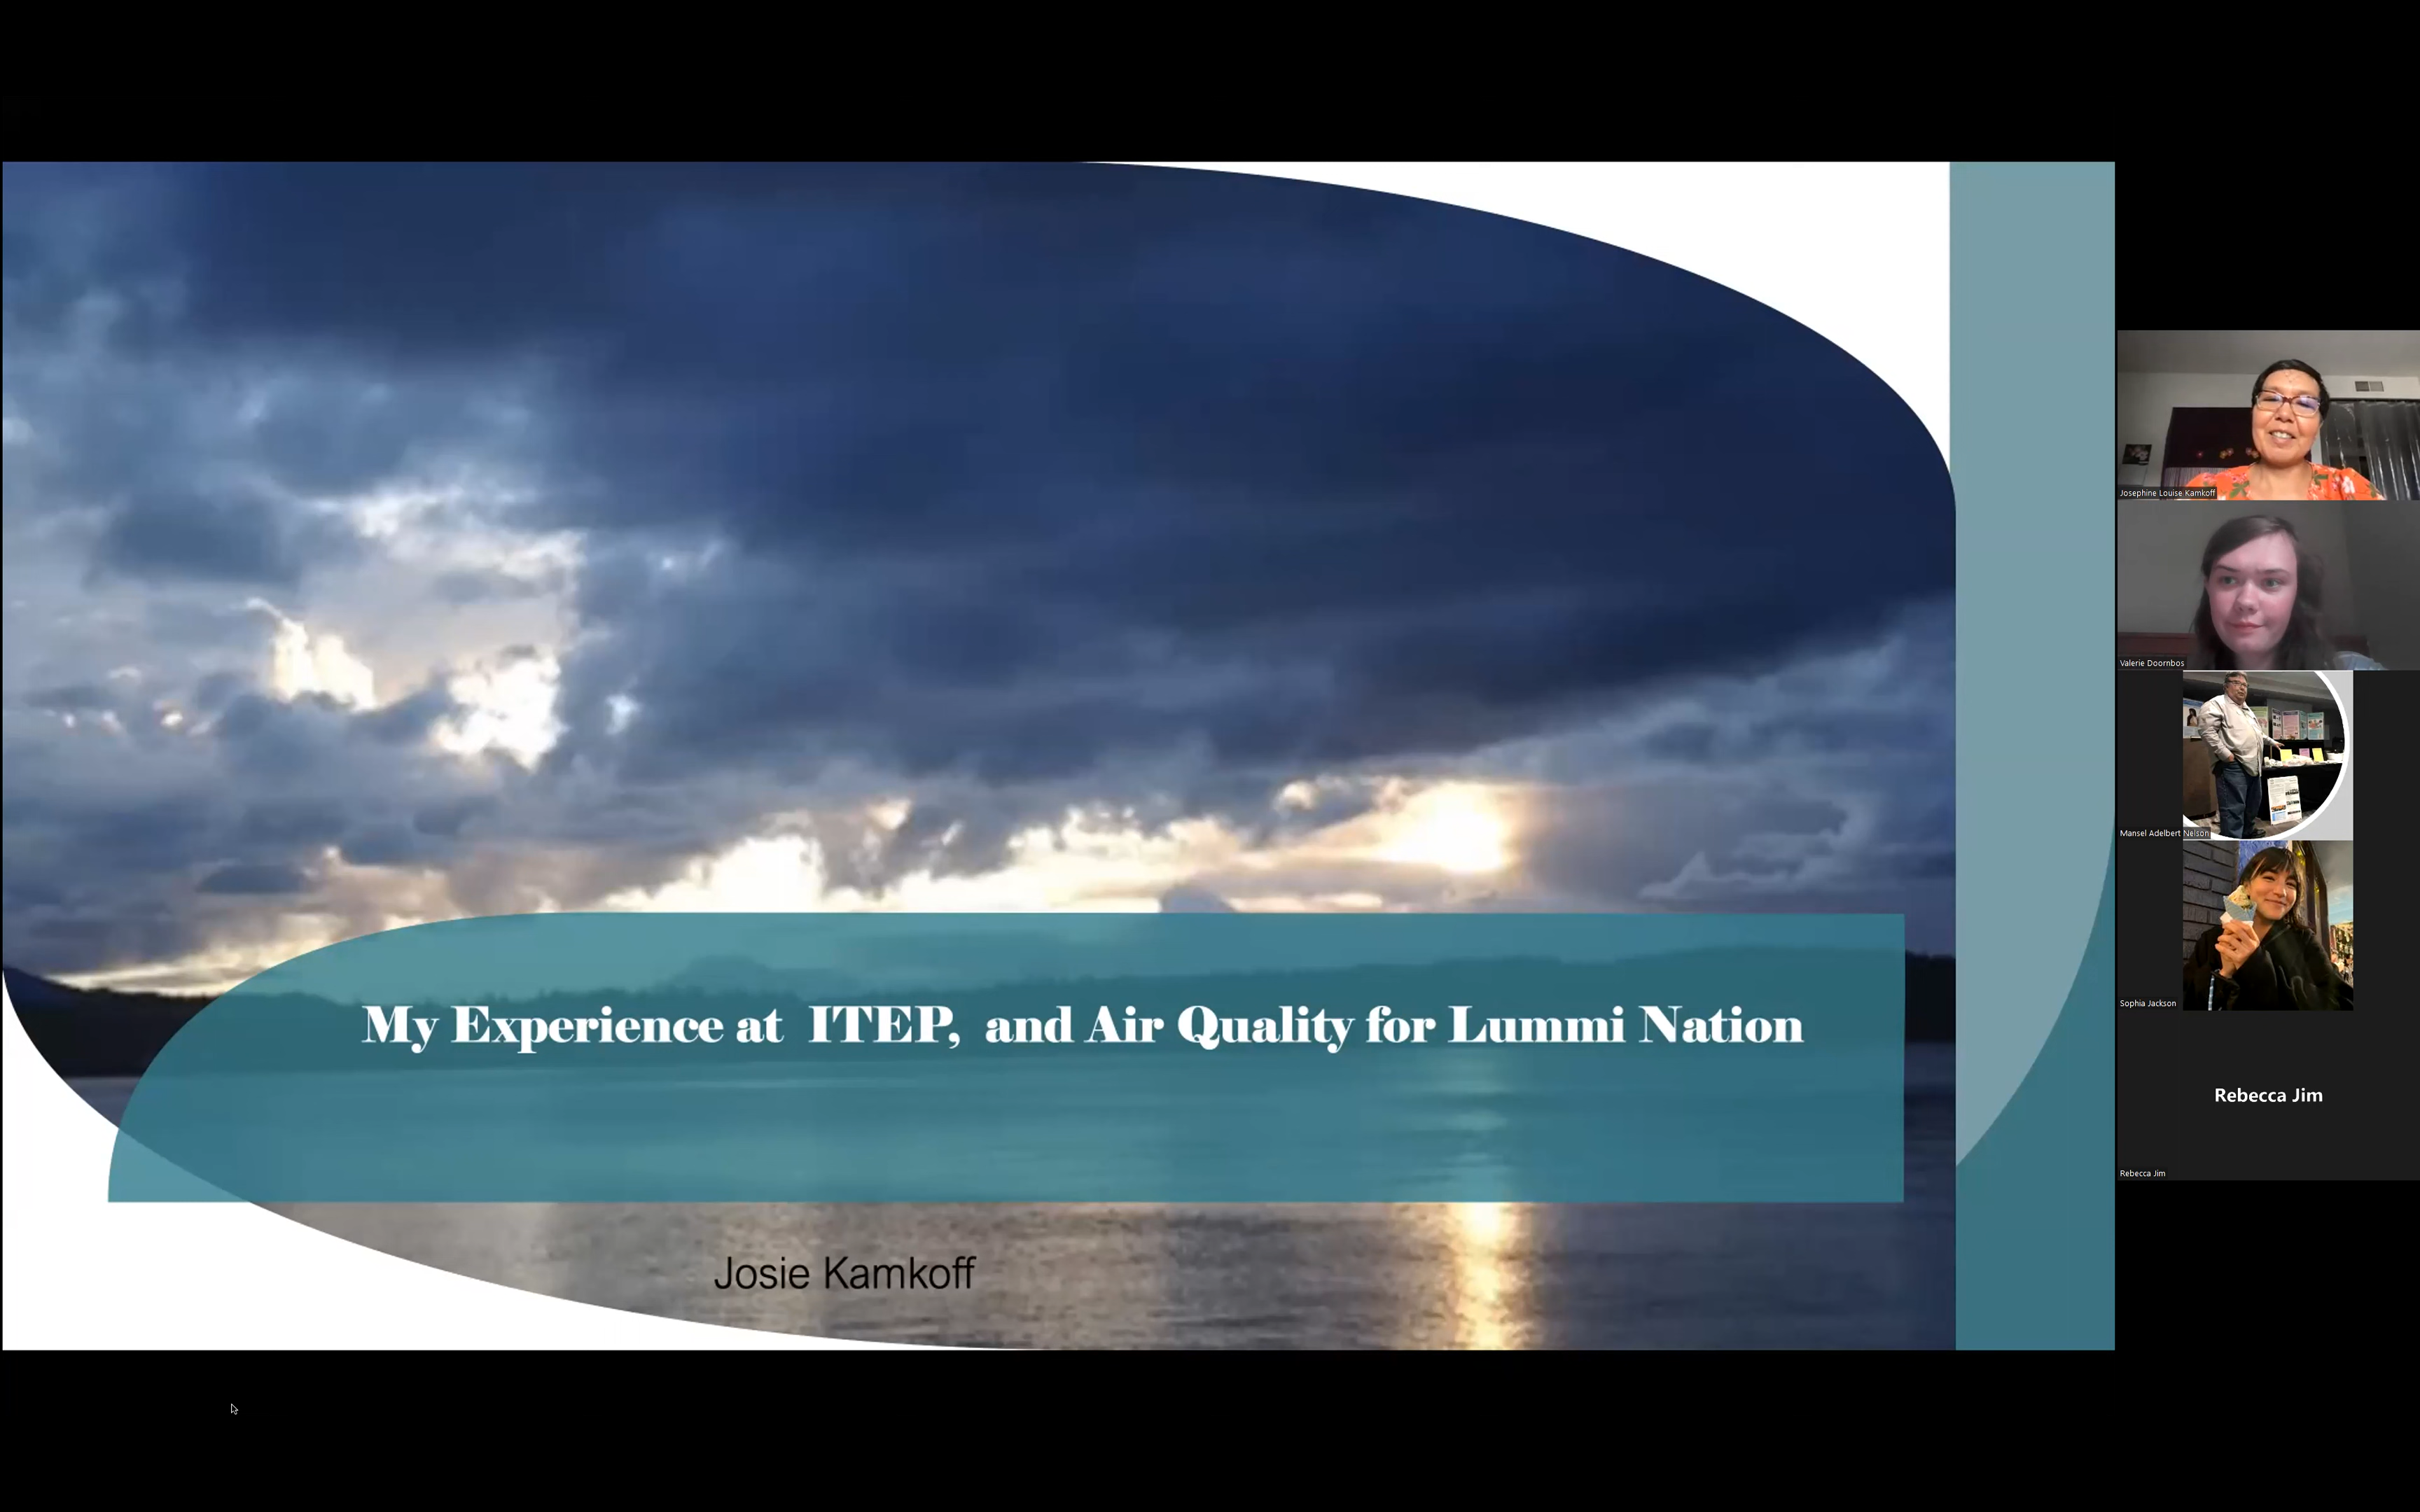 My Experience at ITEP, and Air Quality for Lummi Nation
Josie Kamkoff
Josephine Louise Kamkoff
Valerie Doornbos
Mansel Adelbert Nelson
Sophia Jackson
Rebecca Jim
Rebecca Jim